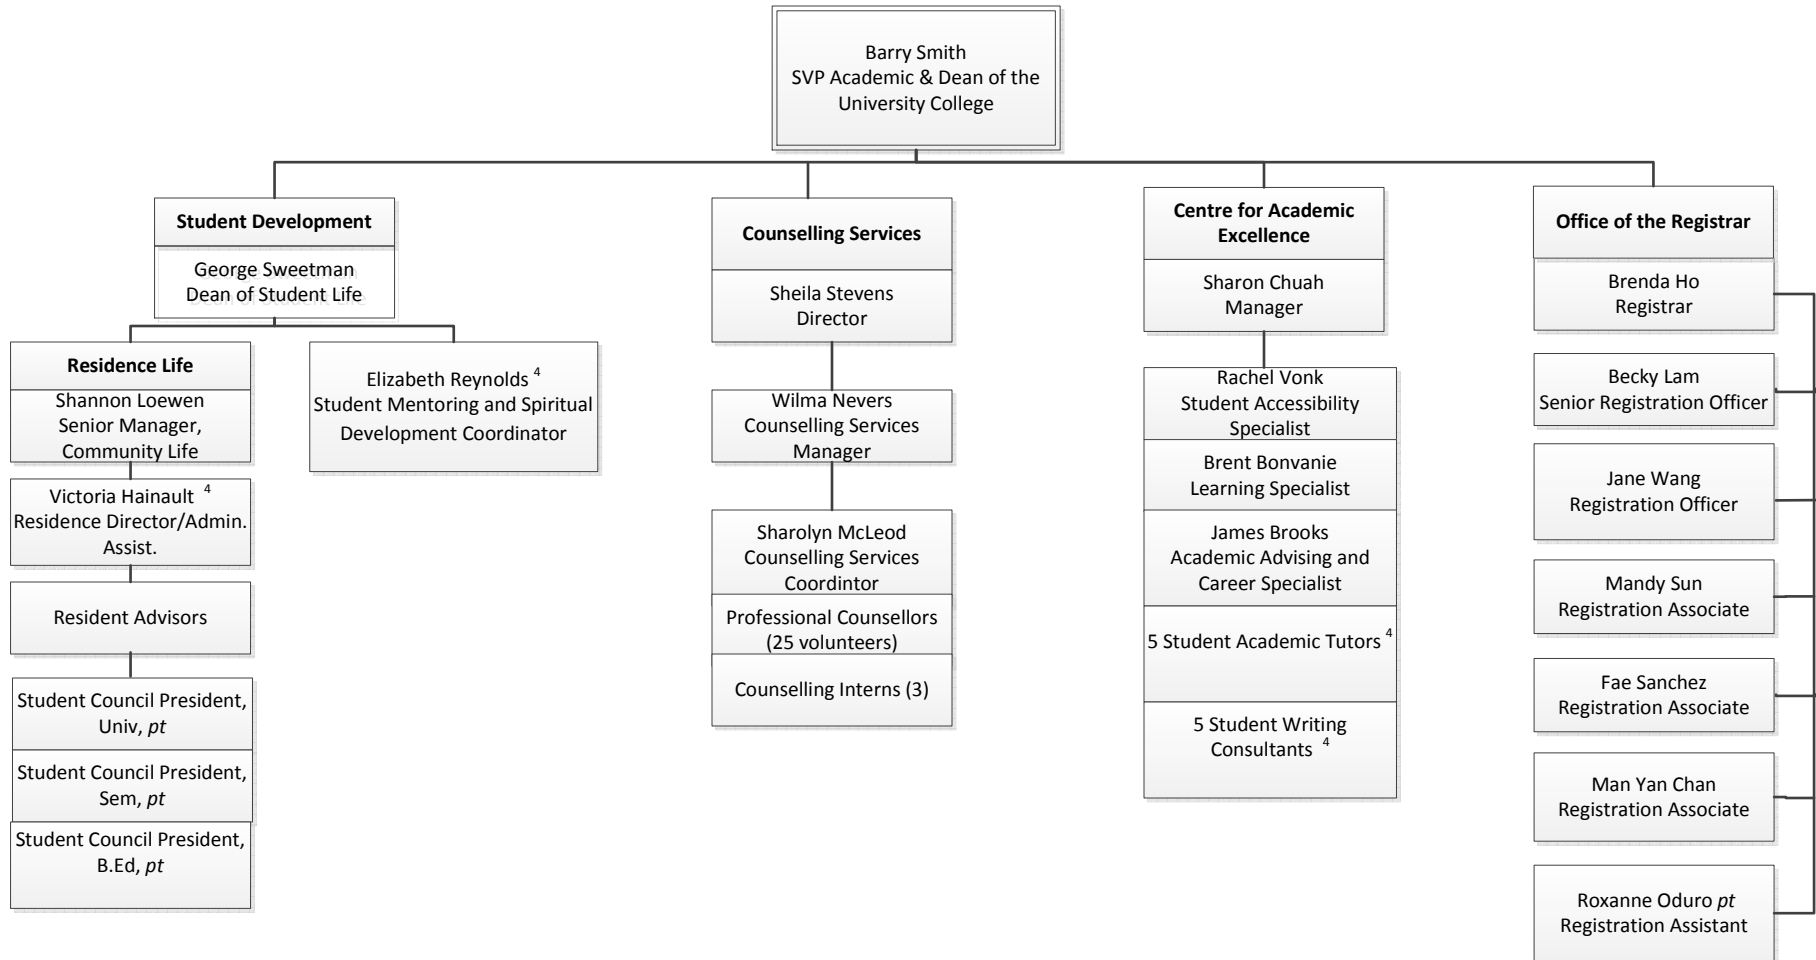 Barry Smith
SVP Academic & Dean of the
University College
Student Development
George Sweetman
Dean of Student Life
Residence Life
Shannon Loewen
Senior Manager,
Community Life
Victoria Hainault 4
Residence Director/Admin.
Assist.
Resident Advisors
Student Council President,
Univ, pt
Student Council President,
Sem, pt
Student Council President,
B.Ed, pt
Elizabeth Reynolds 4
Student Mentoring and Spiritual
Development Coordinator
Counselling Services
Sheila Stevens
Director
Wilma Nevers
Counselling Services
Manager
Sharolyn McLeod
Counselling Services
Coordintor
Professional Counsellors
(25 volunteers)
Counselling Interns (3)
Centre for Academic
Excellence
Sharon Chuah
Manager
Rachel Vonk
Student Accessibility
Specialist
Brent Bonvanie
Learning Specialist
James Brooks
Academic Advising and
Career Specialist
5 Student Academic Tutors 4
5 Student Writing
Consultants 4
Office of the Registrar
Brenda Ho
Registrar
Becky Lam
Senior Registration Officer
Jane Wang
Registration Officer
Mandy Sun
Registration Associate
Fae Sanchez
Registration Associate
Man Yan Chan
Registration Associate
Roxanne Oduro pt
Registration Assistant